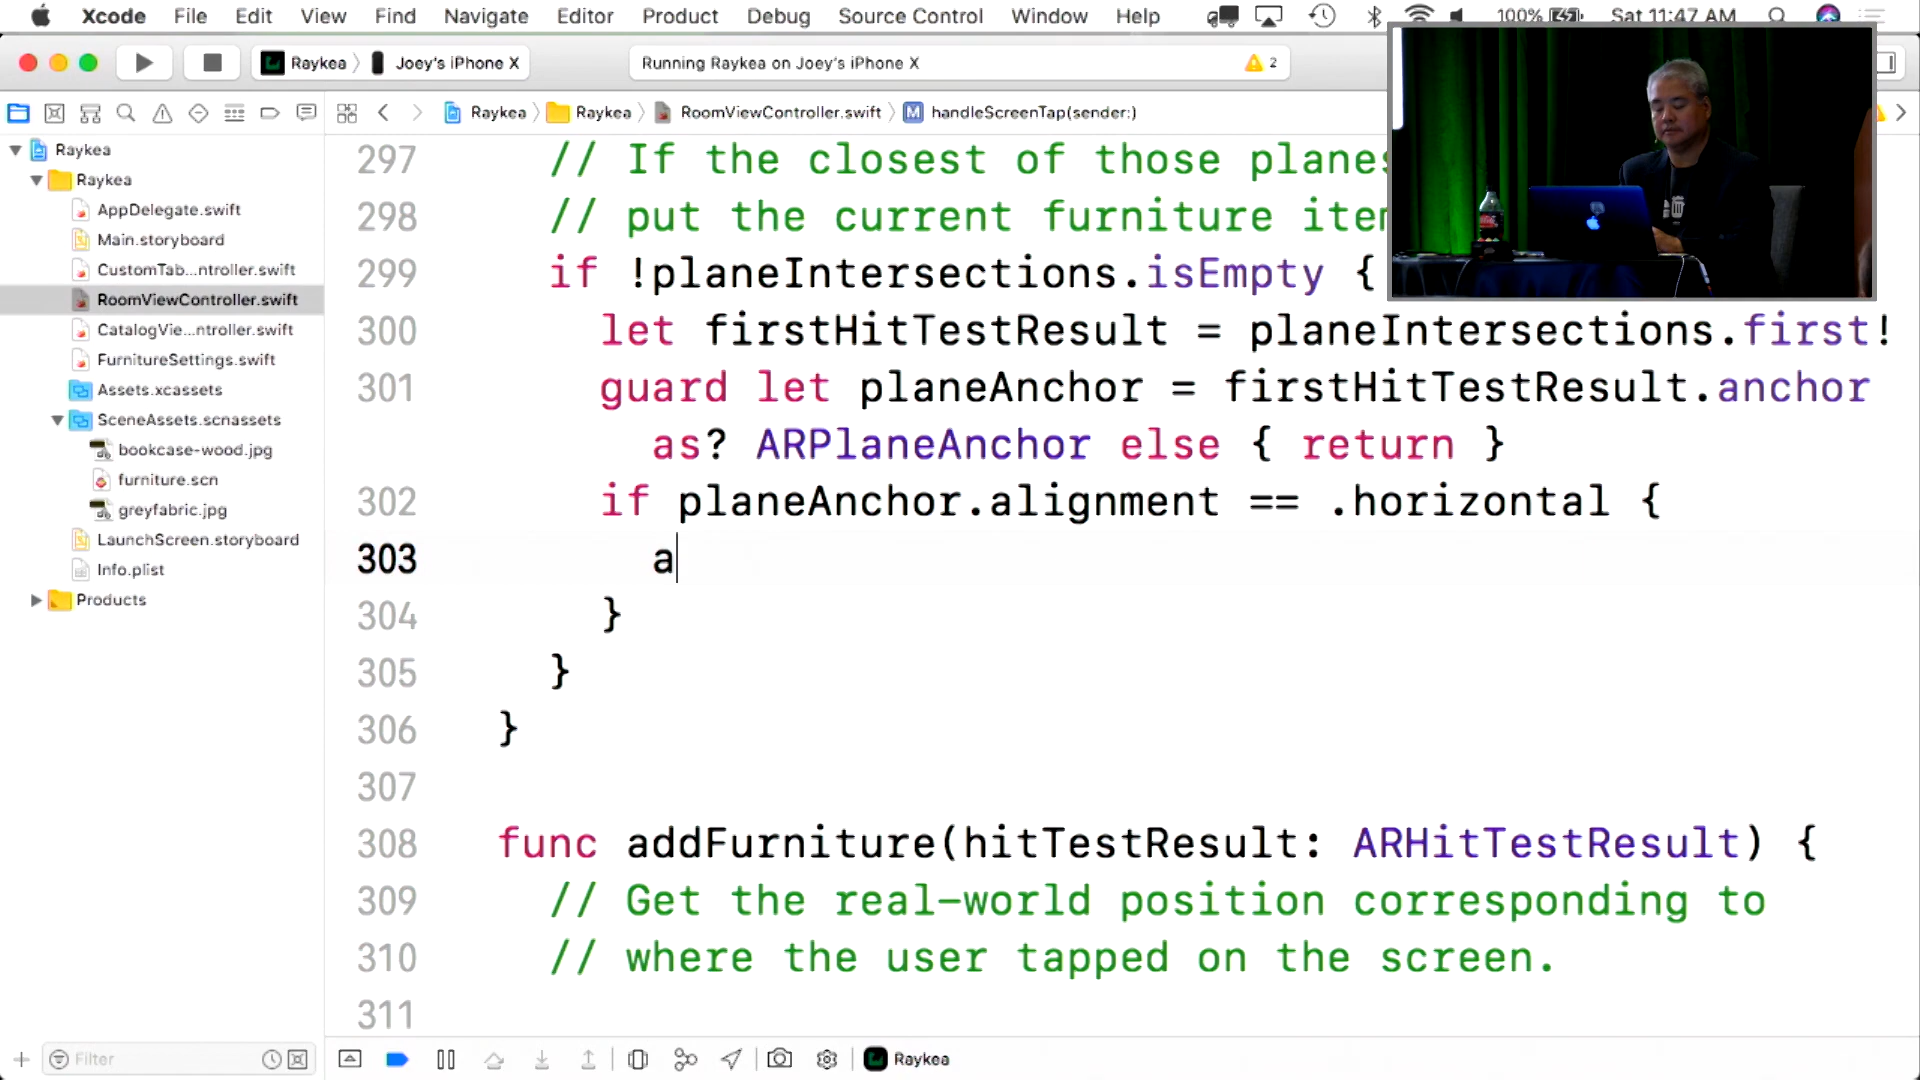 Xcode File Edit View Find Navigate Editor Product Debug Source Control Window Help 100% Sat 11:47 AM
Raykea Joey's iPhone X Running Raykea on Joey's iPhone X 2
Raykea Raykea RoomViewController.swift M handleScreenTap(sender:)
Raykea
Raykea
AppDelegate.swift
Main.storyboard
CustomTab...ntroller.swift
RoomViewController.swift
CatalogVie...ntroller.swift
FurnitureSettings.swift
Assets.xcassets
SceneAssets.scnassets
bookcase-wood.jpg
furniture.scn
greyfabric.jpg
LaunchScreen.storyboard
Info.plist
Products
297 // If the closest of those planes
298 // put the current furniture item
299 if !planeIntersections.isEmpty {
300 let firstHitTestResult = planeIntersections.first!
301 guard let planeAnchor = firstHitTestResult.anchor
as? ARPlaneAnchor else { return }
302 if planeAnchor.alignment == .horizontal {
303 a
304 }
305 }
306 }
307
308 func addFurniture(hitTestResult: ARHitTestResult) {
309 // Get the real-world position corresponding to
310 // where the user tapped on the screen.
311
Filter
Raykea